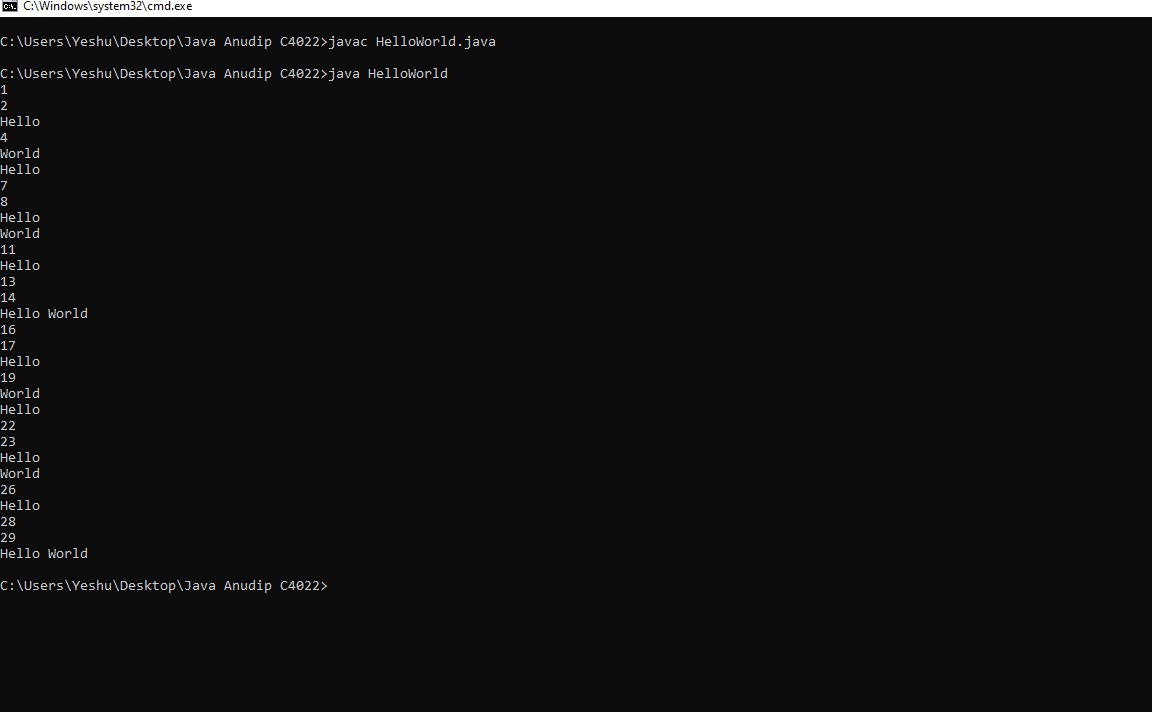 C:\Windows\system32\cmd.exe
C:\Users\Yeshu\Desktop\Java Anudip C4022>javac HelloWorld.java
C:\Users\Yeshu\Desktop\Java Anudip C4022>java HelloWorld
1
2
Hello
4
World
Hello
7
8
Hello
World
11
Hello
13
14
Hello World
16
17
Hello
19
World
Hello
22
23
Hello
World
26
Hello
28
29
Hello World
C:\Users\Yeshu\Desktop\Java Anudip C4022>